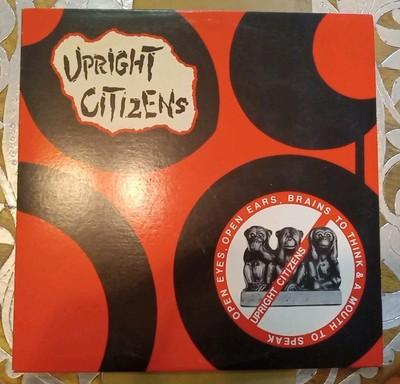 UPRIGHT
CITIZENS
OPEN EYES, OPEN EARS, BRAINS TO THINK & A MOUTH TO SPEAK
UPRIGHT CITIZENS